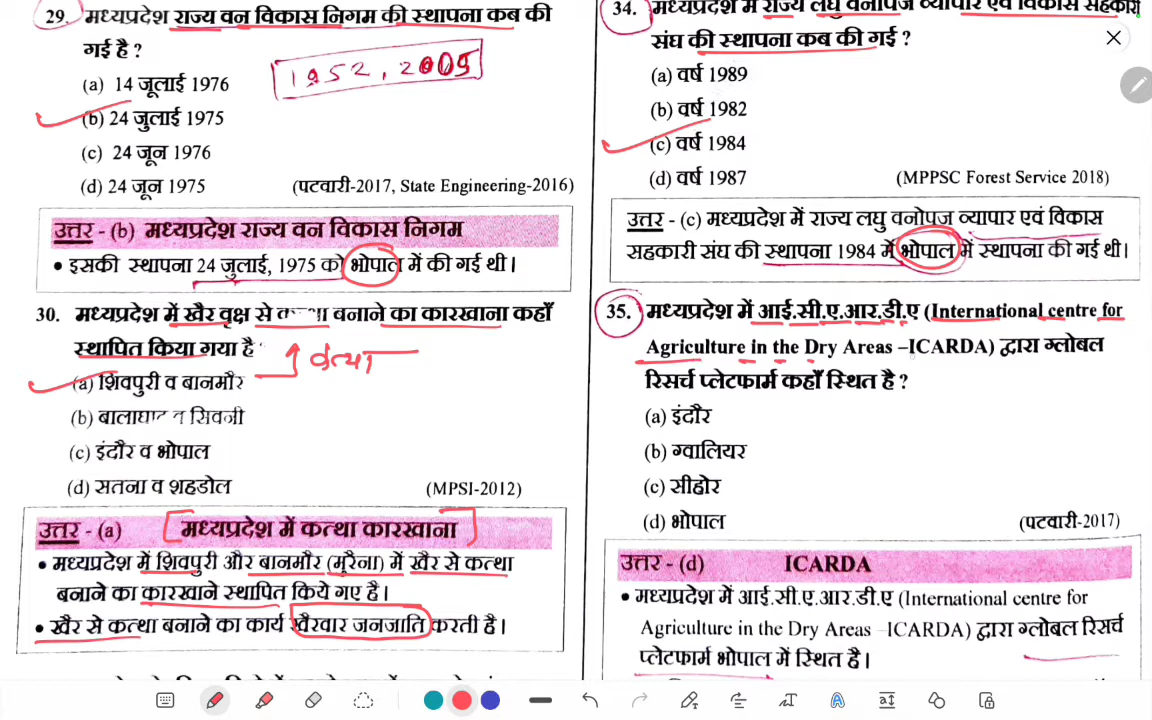 29. मध्यप्रदेश राज्य वन विकास निगम की स्थापना कब की
गई है ?
1952, 2005
(a) 14 जूलाई 1976
(b) 24 जुलाई 1975
(c) 24 जून 1976
(d) 24 जून 1975 (पटवारी-2017, State Engineering-2016)
उत्तर - (b) मध्यप्रदेश राज्य वन विकास निगम
• इसकी स्थापना 24 जुलाई, 1975 को भोपाल में की गई थी।
30. मध्यप्रदेश में खैर वृक्ष से बनाने का कारखाना कहाँ
स्थापित किया गया है
कत्था
(a) शिवपुरी व बानमौर
(b) बालाघाट व सिवनी
(c) इंदौर व भोपाल
(d) सतना व शहडोल (MPSI-2012)
उत्तर - (a) मध्यप्रदेश में कत्था कारखाना
• मध्यप्रदेश में शिवपुरी और बानमौर (मुरैना) में खैर से कत्था
बनाने का कारखाने स्थापित किये गए है।
• खैर से कत्था बनाने का कार्य खैरवार जनजाति करती है।
34. मध्यप्रदेश में राज्य लघु वनोपज व्यापार एवं विकास सहकारी
संघ की स्थापना कब की गई ?
(a) वर्ष 1989
(b) वर्ष 1982
(c) वर्ष 1984
(d) वर्ष 1987 (MPPSC Forest Service 2018)
उत्तर - (c) मध्यप्रदेश में राज्य लघु वनोपज व्यापार एवं विकास
सहकारी संघ की स्थापना 1984 में भोपाल में स्थापना की गई थी।
35. मध्यप्रदेश में आई.सी.ए.आर.डी.ए (International centre for
Agriculture in the Dry Areas –ICARDA) द्वारा ग्लोबल
रिसर्च प्लेटफार्म कहाँ स्थित है ?
(a) इंदौर
(b) ग्वालियर
(c) सीहोर
(d) भोपाल (पटवारी-2017)
उत्तर - (d) ICARDA
• मध्यप्रदेश में आई.सी.ए.आर.डी.ए (International centre for
Agriculture in the Dry Areas –ICARDA) द्वारा ग्लोबल रिसर्च
प्लेटफार्म भोपाल में स्थित है।